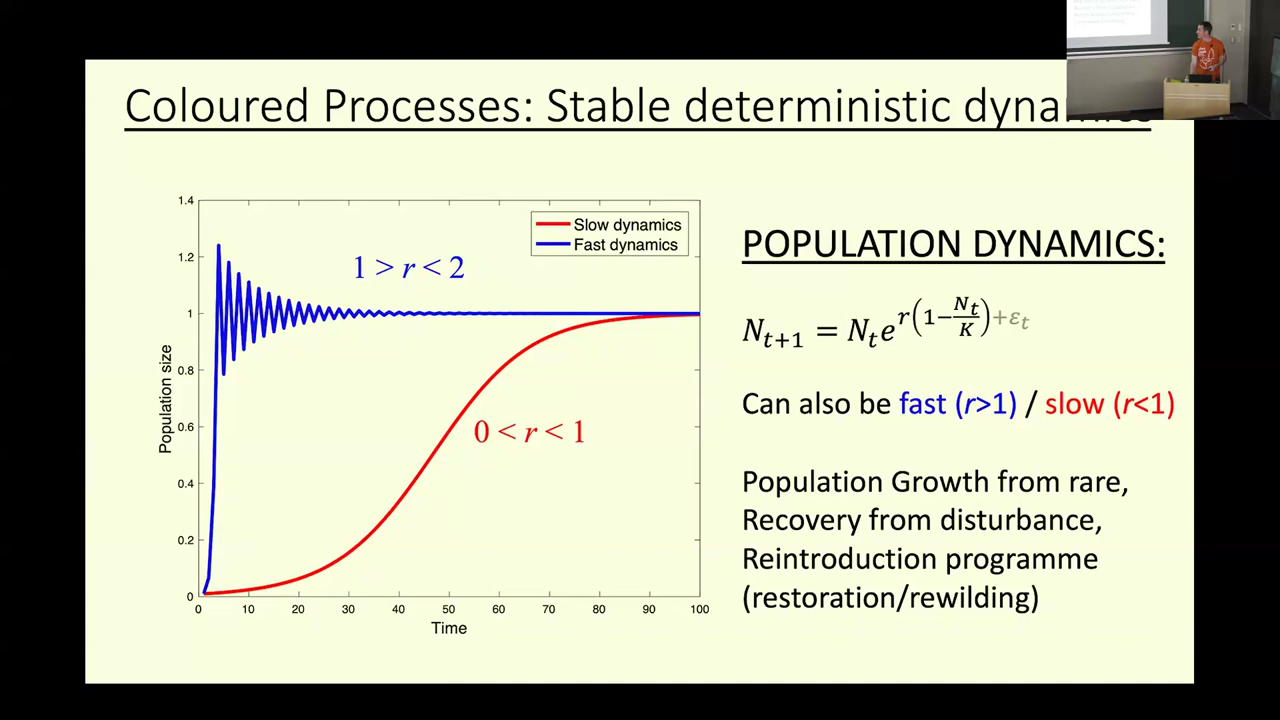 Coloured Processes: Stable deterministic dynamics
1.4
1.2
1
0.8
0.6
0.4
0.2
0
Population size
0 10 20 30 40 50 60 70 80 90 100
Time
Slow dynamics
Fast dynamics
1 > r < 2
0 < r < 1
POPULATION DYNAMICS:
N_{t+1} = N_t e^{r(1-\frac{N_t}{K})+ε_t}
Can also be fast (r>1) / slow (r<1)
Population Growth from rare,
Recovery from disturbance,
Reintroduction programme
(restoration/rewilding)